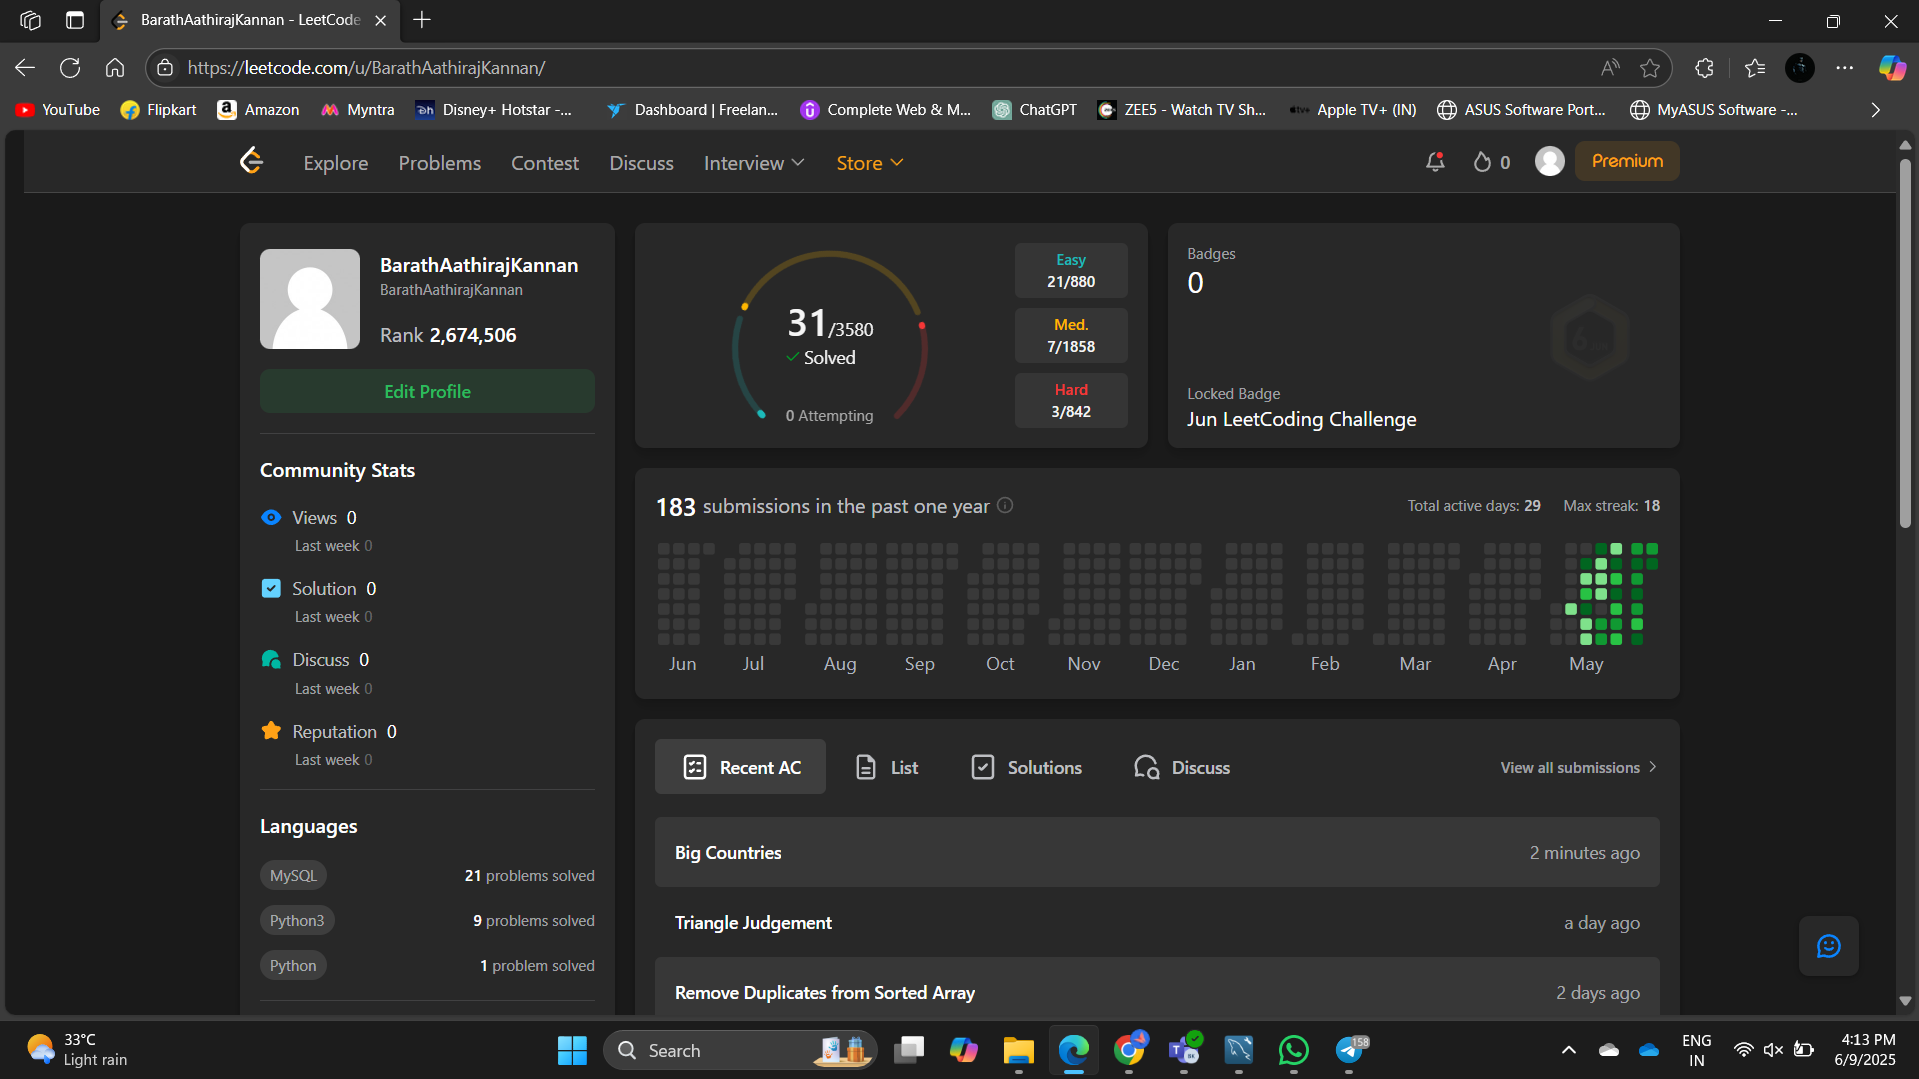 BarathAathirajKannan - LeetCode
https://leetcode.com/u/BarathAathirajKannan/
YouTube
Flipkart
Amazon
Myntra
Disney+ Hotstar -...
Dashboard | Freelan...
Complete Web & M...
ChatGPT
ZEE5 - Watch TV Sh...
Apple TV+ (IN)
ASUS Software Port...
MyASUS Software -...
Explore
Problems
Contest
Discuss
Interview
Store
0
Premium
BarathAathirajKannan
BarathAathirajKannan
Rank 2,674,506
Edit Profile
Community Stats
Views 0
Last week 0
Solution 0
Last week 0
Discuss 0
Last week 0
Reputation 0
Last week 0
Languages
MySQL
21 problems solved
Python3
9 problems solved
Python
1 problem solved
31/3580
Solved
0 Attempting
Easy
21/880
Med.
7/1858
Hard
3/842
Badges
0
Locked Badge
Jun LeetCoding Challenge
183 submissions in the past one year
Total active days: 29
Max streak: 18
Jun
Jul
Aug
Sep
Oct
Nov
Dec
Jan
Feb
Mar
Apr
May
Recent AC
List
Solutions
Discuss
View all submissions
Big Countries
2 minutes ago
Triangle Judgement
a day ago
Remove Duplicates from Sorted Array
2 days ago
33°C
Light rain
Search
158
ENG
IN
4:13 PM
6/9/2025